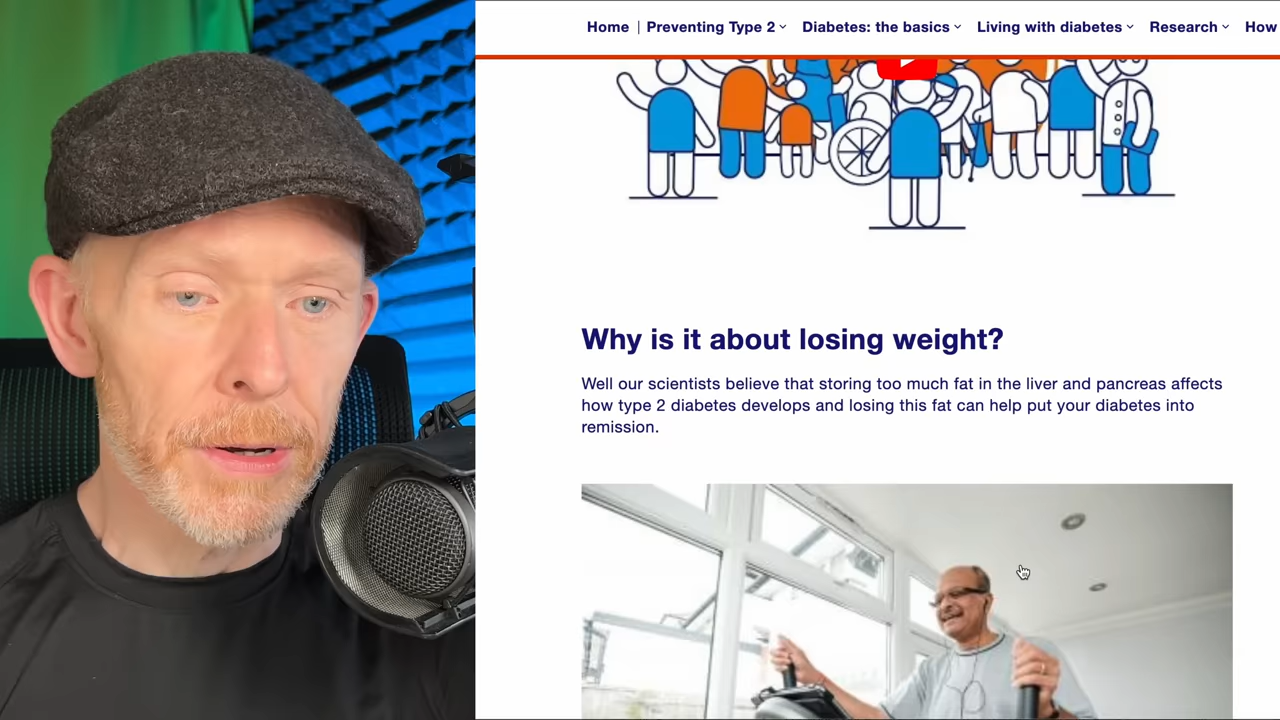 Home | Preventing Type 2 Diabetes: the basics Living with diabetes Research How
Why is it about losing weight?
Well our scientists believe that storing too much fat in the liver and pancreas affects
how type 2 diabetes develops and losing this fat can help put your diabetes into
remission.